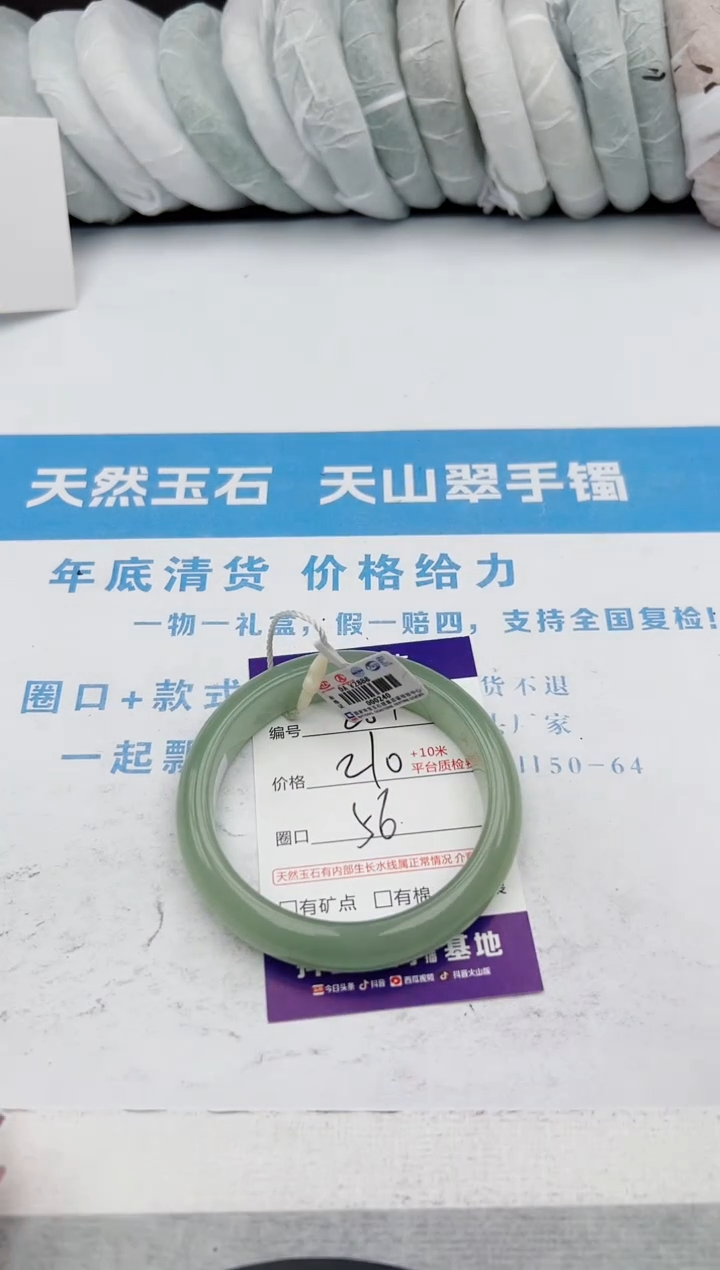 天然玉石 天山翠手镯
年底清货 价格给力
一物一礼盒，假一赔四，支持全国复检!
圈口+款式
货不退
厂家
一起飘
1150-64
000240
编号
价格 210 +10米
平台质检
圈口 56
天然玉石有内部生长水线属正常情况 介
□有矿点 □有棉
基地
今日头条 抖音 西瓜视频 抖音火山版